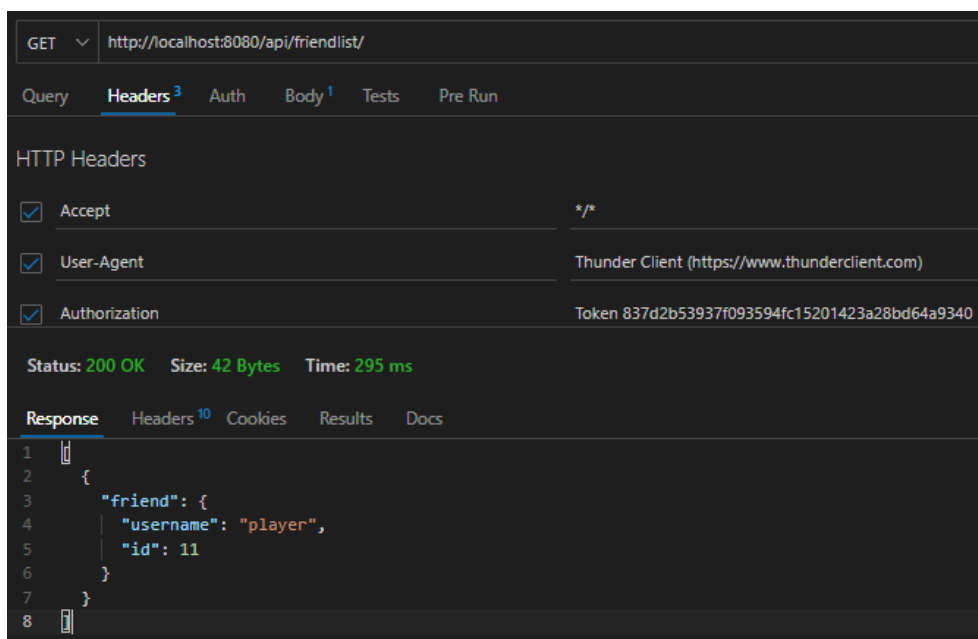 GET http://localhost:8080/api/friendlist/
Query Headers 3 Auth Body 1 Tests Pre Run
HTTP Headers
Accept */*
User-Agent Thunder Client (https://www.thunderclient.com)
Authorization Token 837d2b53937f093594fc15201423a28bd64a9340
Status: 200 OK Size: 42 Bytes Time: 295 ms
Response Headers 10 Cookies Results Docs
1 [
2 {
3 "friend": {
4 "username": "player",
5 "id": 11
6 }
7 }
8 ]